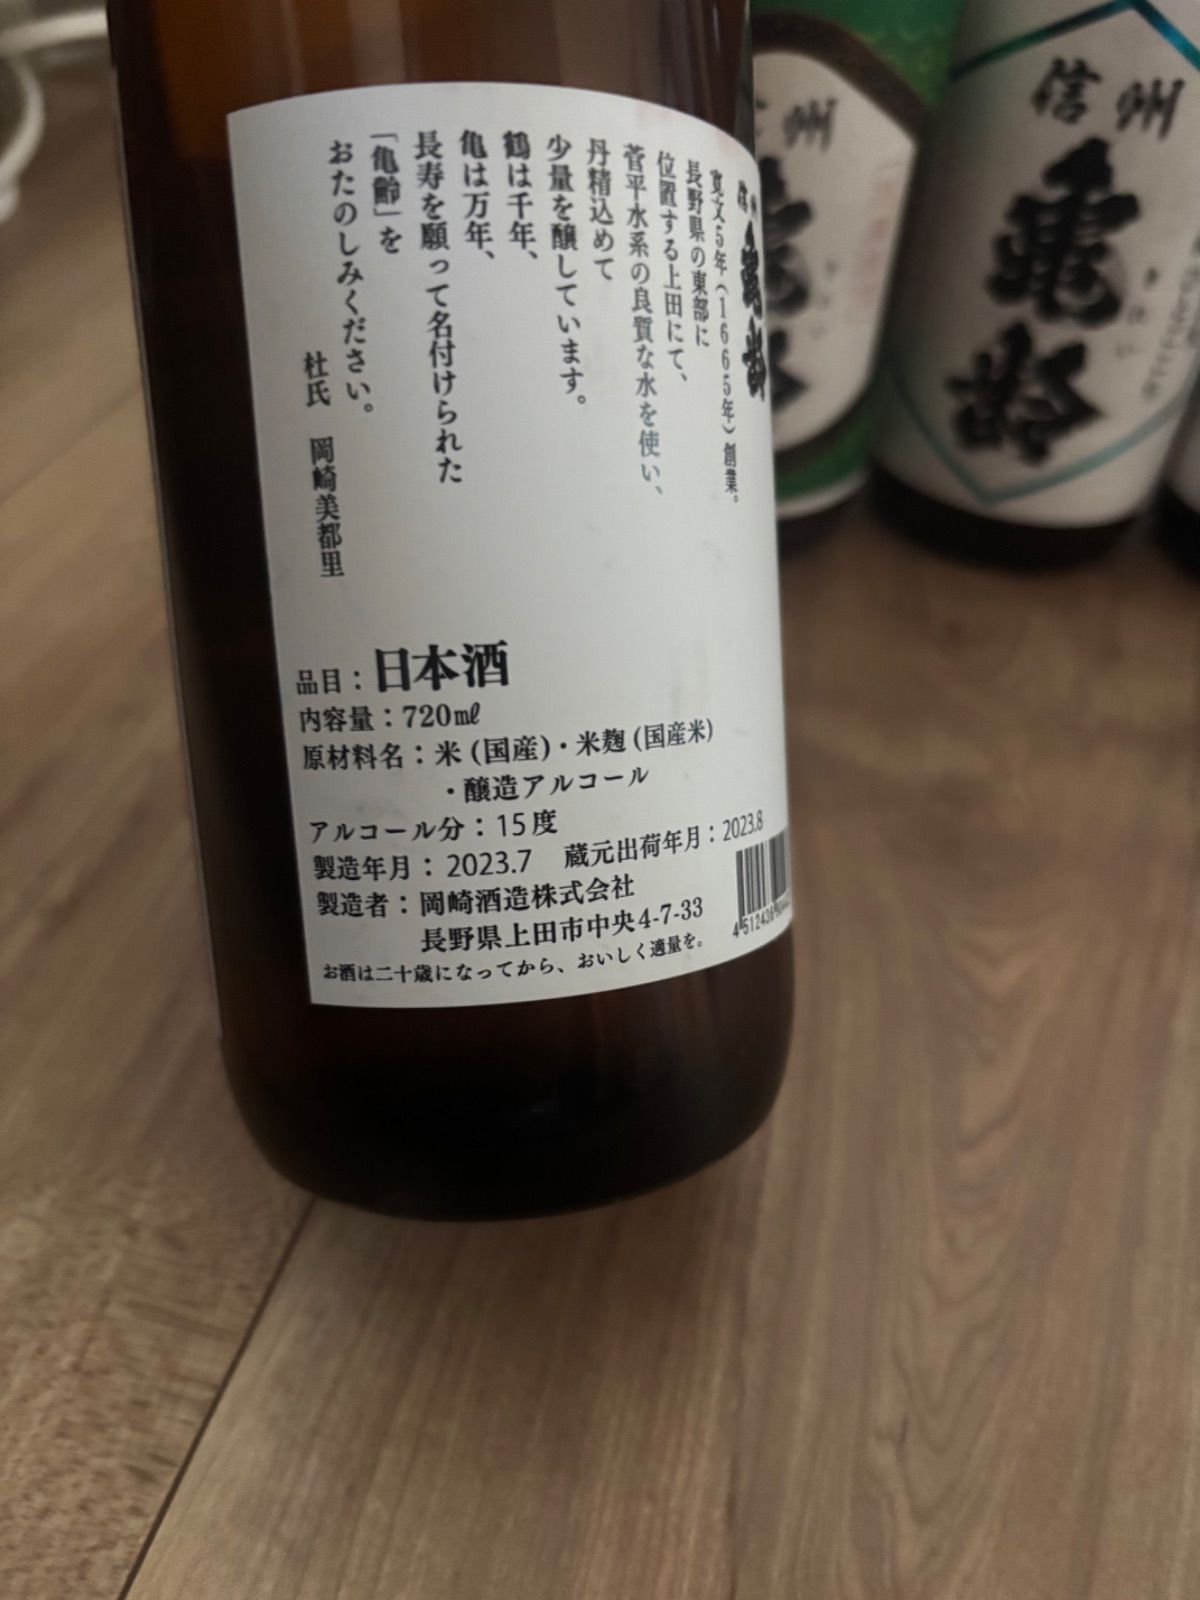 信州
亀齢
寛文5年(1665年)創業。
長野県の東部に
位置する上田にて、
菅平水系の良質な水を使い、
丹精込めて
少量を醸しています。
鶴は千年、
亀は万年、
長寿を願って名付けられた
「亀齢」を
おたのしみください。
杜氏 岡崎美都里
品目：日本酒
内容量：720㎖
原材料名：米(国産)・米麹(国産米)
・醸造アルコール
アルコール分：15度
製造年月：2023.7 蔵元出荷年月：2023.8
製造者：岡崎酒造株式会社
長野県上田市中央4-7-33
お酒は二十歳になってから、おいしく適量を。
州
信州
亀齢
きれい